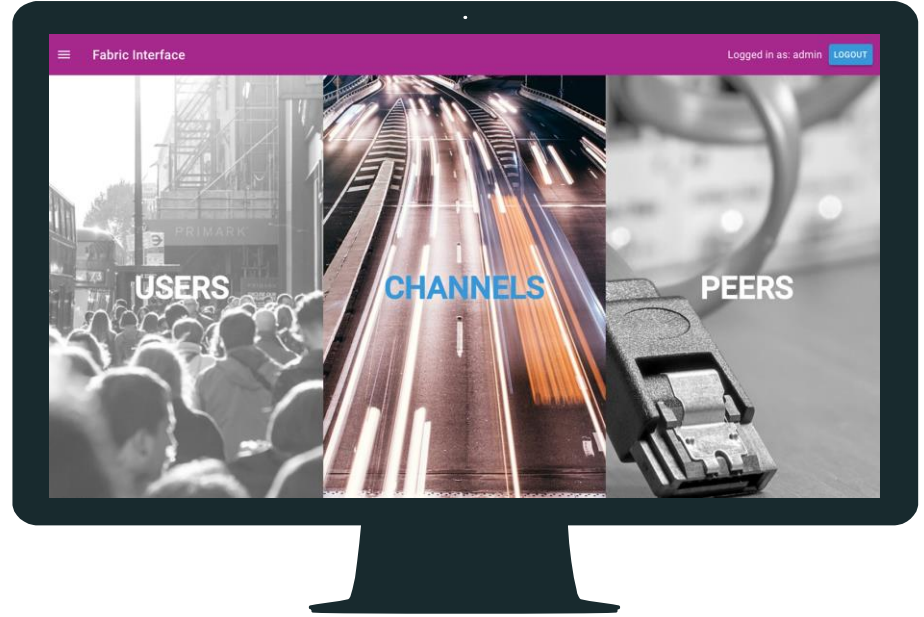 Fabric Interface
Logged in as: admin
LOGOUT
PRIMARK
USERS
CHANNELS
PEERS